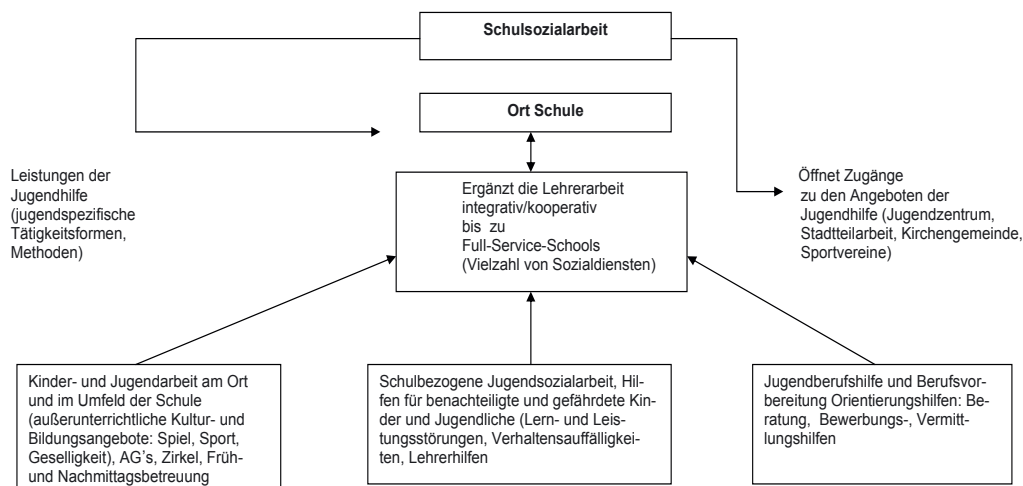 Schulsozialarbeit
Ort Schule
Leistungen der
Jugendhilfe
(jugendspezifische
Tätigkeitsformen,
Methoden)
Ergänzt die Lehrerarbeit
integrativ/kooperativ
bis zu
Full-Service-Schools
(Vielzahl von Sozialdiensten)
Öffnet Zugänge
zu den Angeboten der
Jugendhilfe (Jugendzentrum,
Stadtteilarbeit, Kirchengemeinde,
Sportvereine)
Kinder- und Jugendarbeit am Ort
und im Umfeld der Schule
(außerunterrichtliche Kultur- und
Bildungsangebote: Spiel, Sport,
Geselligkeit), AG's, Zirkel, Früh-
und Nachmittagsbetreuung
Schulbezogene Jugendsozialarbeit, Hil-
fen für benachteiligte und gefährdete Kin-
der und Jugendliche (Lern- und Leis-
tungsstörungen, Verhaltensauffälligkei-
ten, Lehrerhilfen
Jugendberufshilfe und Berufsvor-
bereitung Orientierungshilfen: Be-
ratung, Bewerbungs-, Vermitt-
lungshilfen